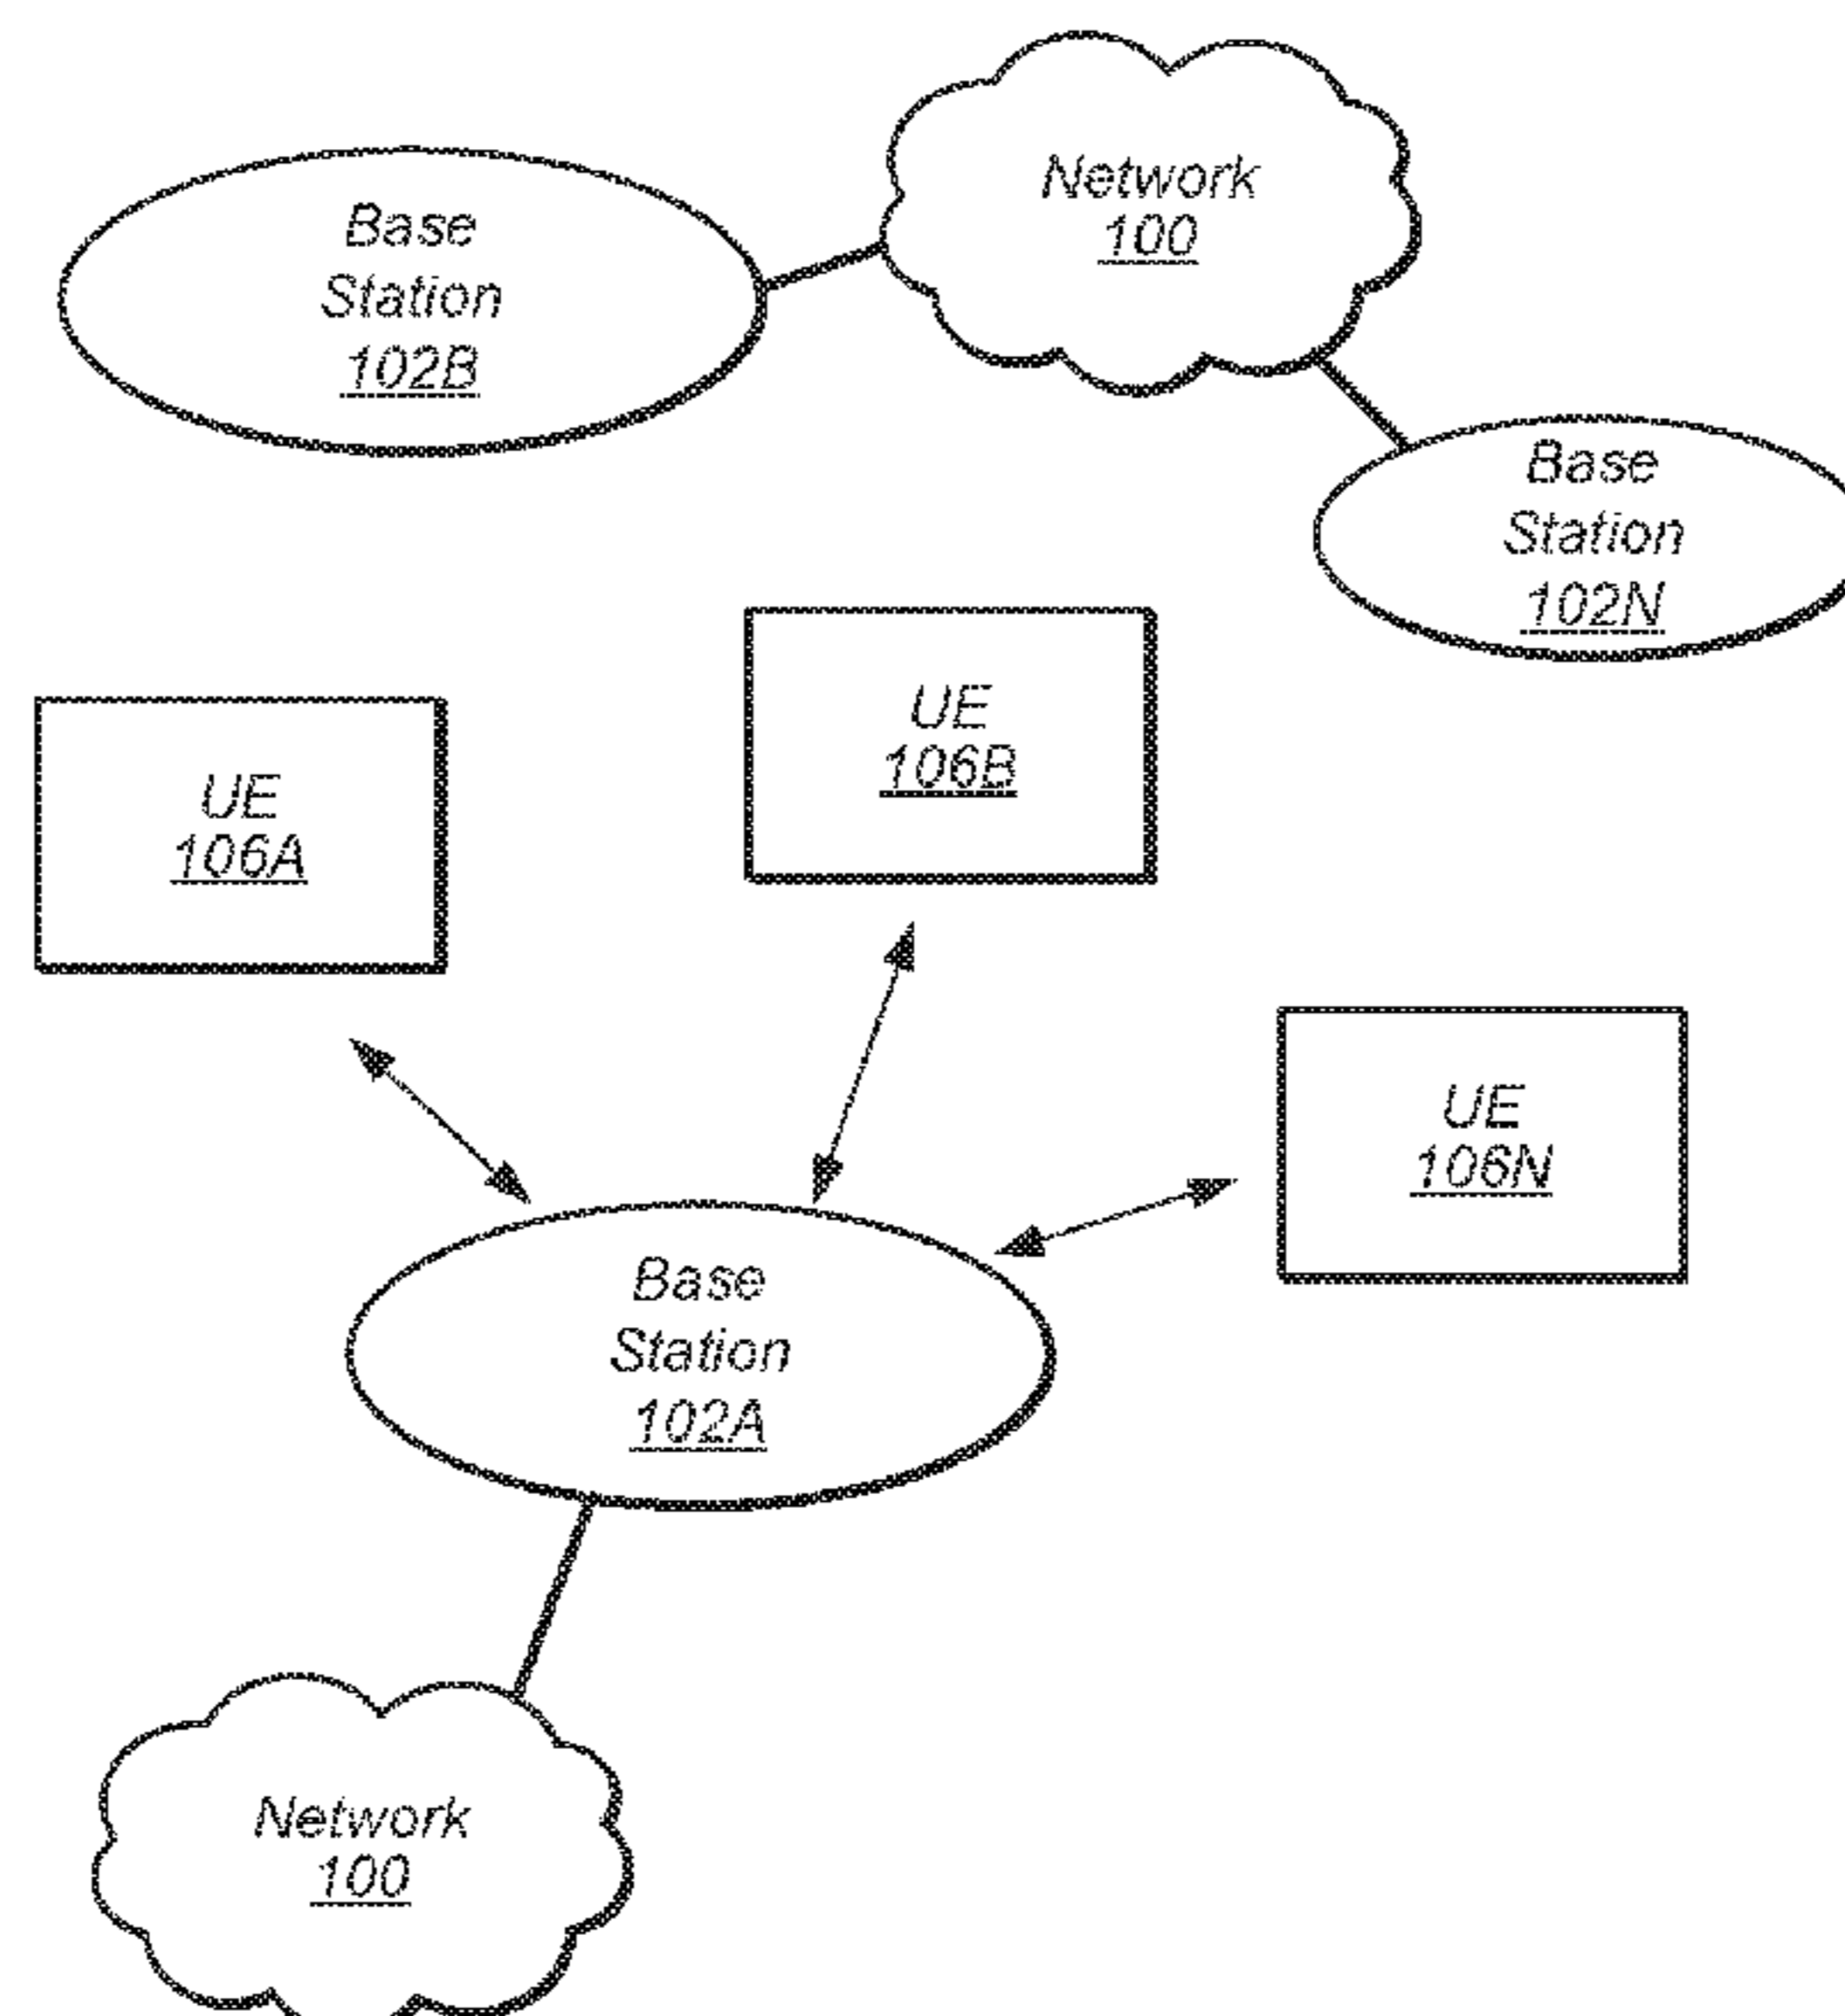 Network
100
Base
Station
102B
Base
Station
102N
UE
106B
UE
106A
UE
106N
Base
Station
102A
Network
100